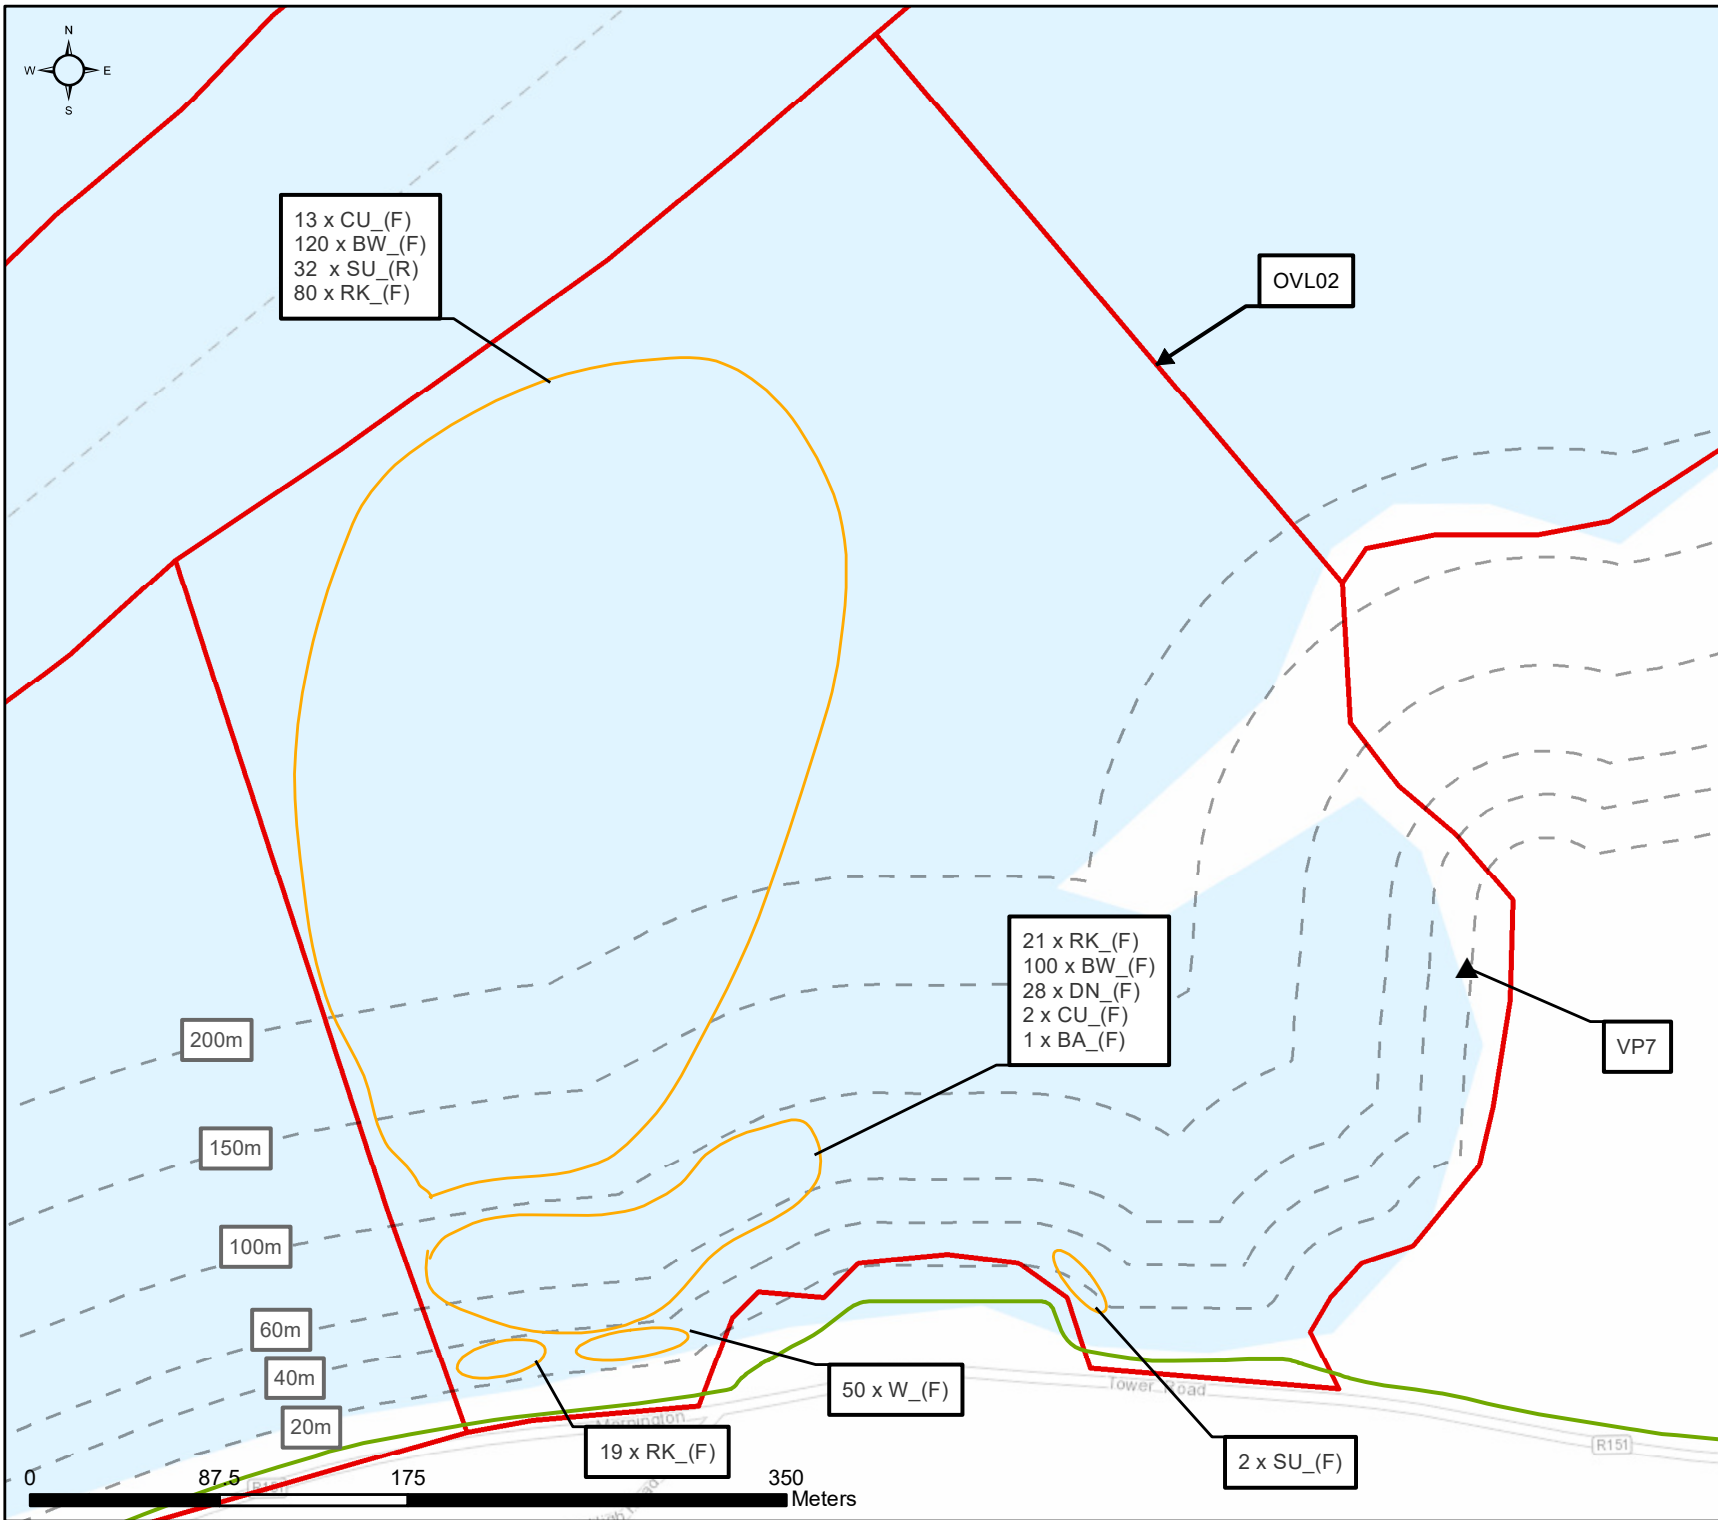 N
W E
S
13 x CU_(F)
120 x BW_(F)
32 x SU_(R)
80 x RK_(F)
OVL02
21 x RK_(F)
100 x BW_(F)
28 x DN_(F)
2 x CU_(F)
1 x BA_(F)
VP7
200m
150m
100m
60m
40m
20m
50 x W_(F)
Tower Road
Mornington
19 x RK_(F)
2 x SU_(F)
R151
0 87.5 175 350
Meters